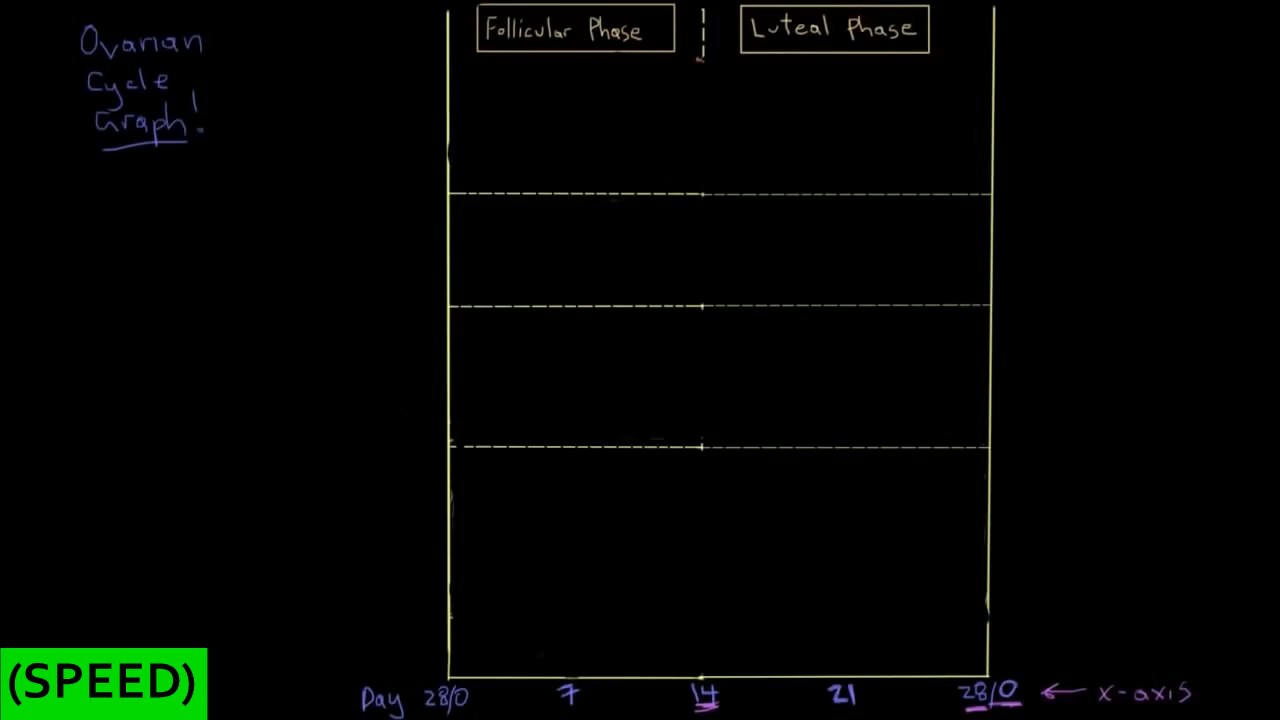 Ovarian
Cycle
Graph!
Follicular Phase
Luteal Phase
Day 28/0 7 14 21 28/0 ← x-axis
(SPEED)